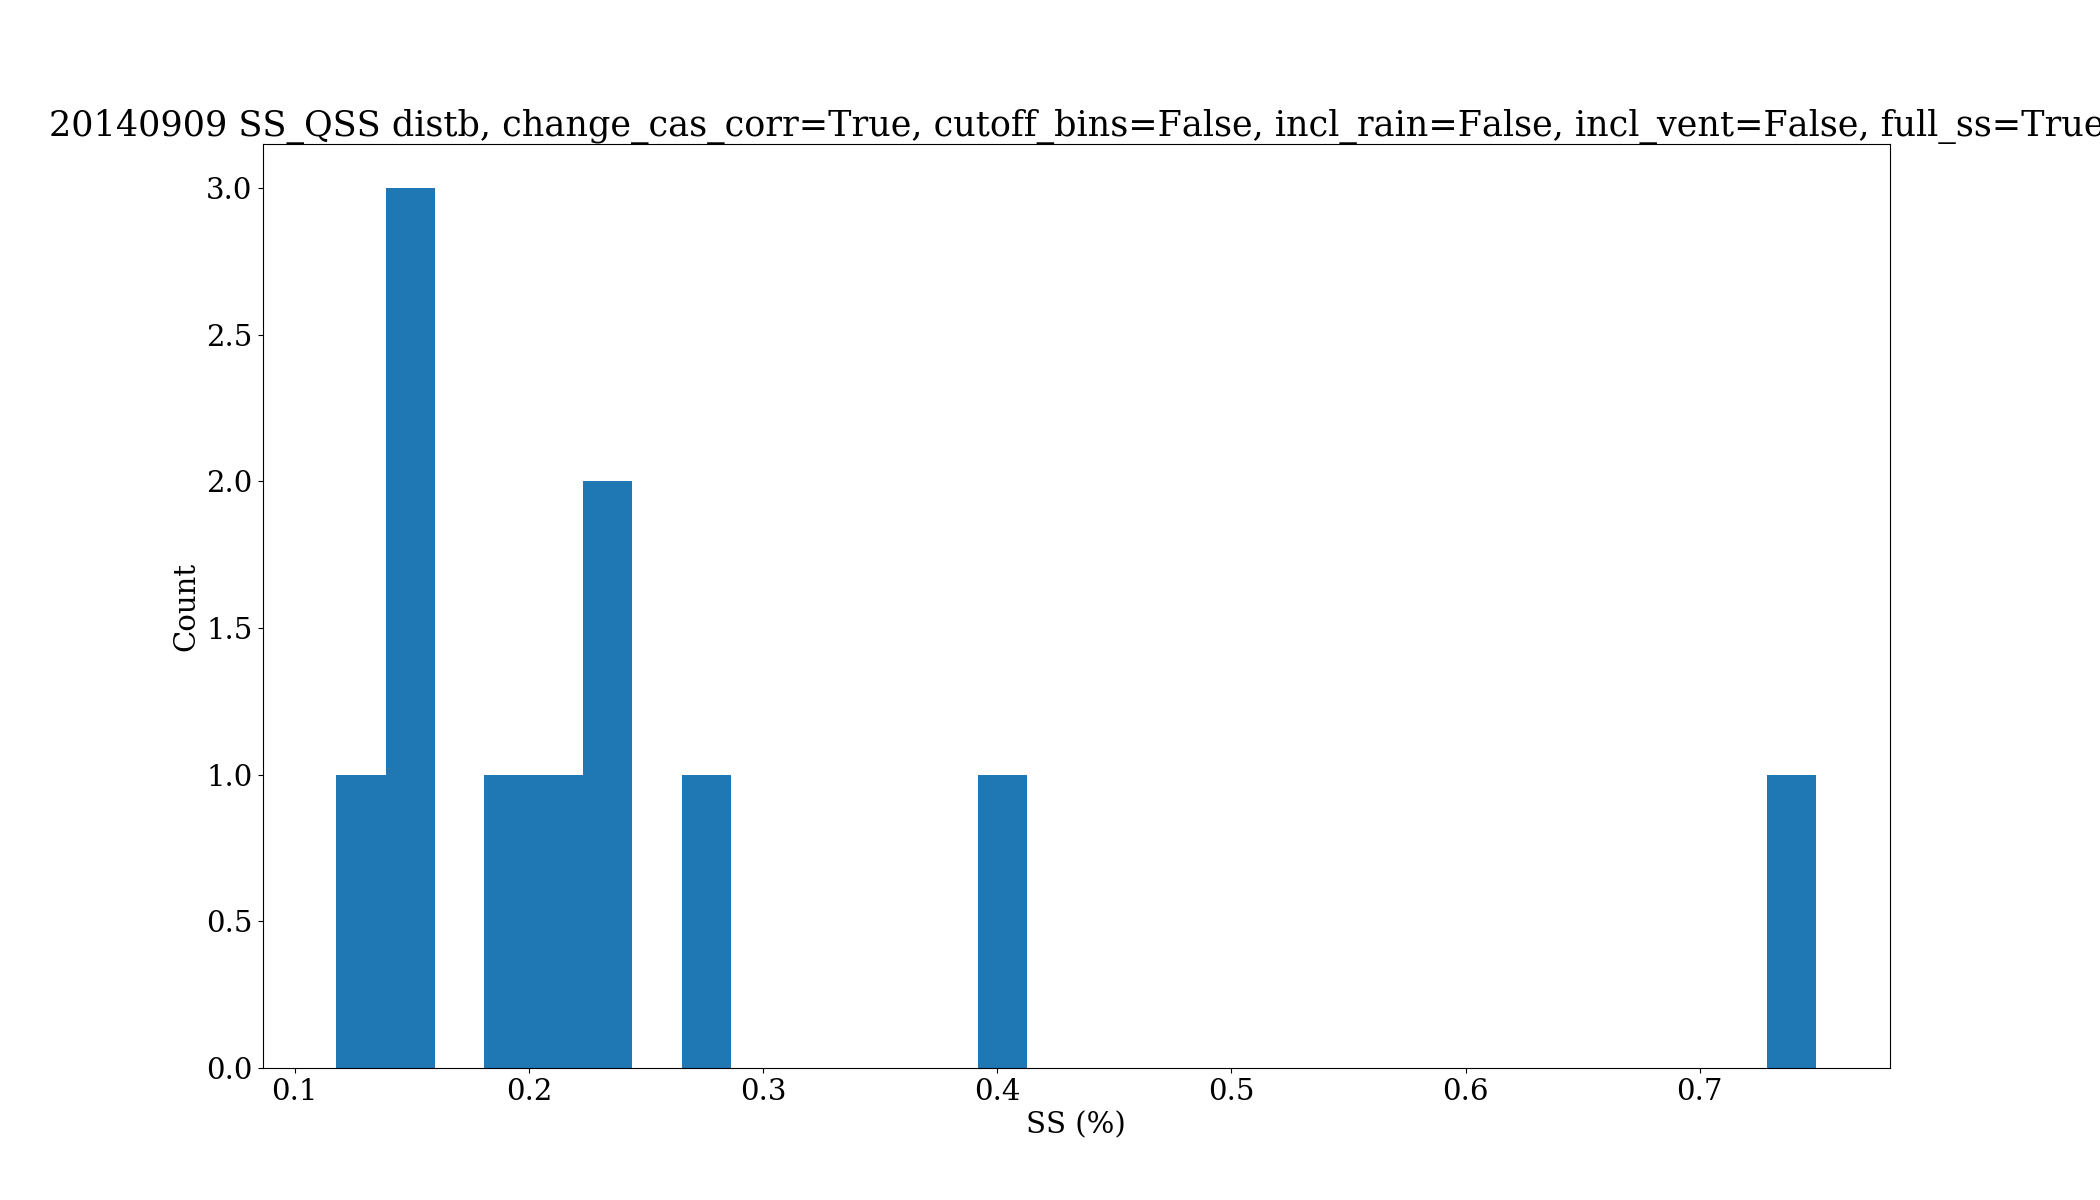 20140909 SS_QSS distb, change_cas_corr=True, cutoff_bins=False, incl_rain=False, incl_vent=False, full_ss=True
3.0
2.5
2.0
1.5
1.0
0.5
0.0
Count
0.1 0.2 0.3 0.4 0.5 0.6 0.7
SS (%)